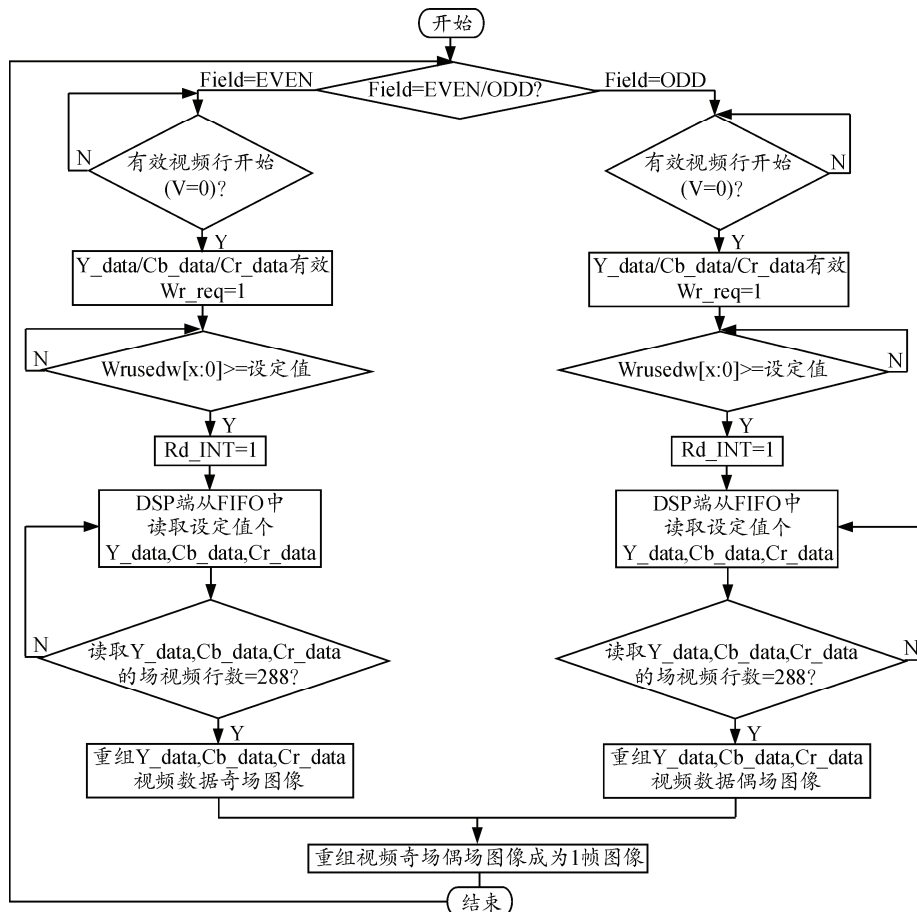 开始
Field=EVEN/ODD?
Field=EVEN
Field=ODD
有效视频行开始
(V=0)?
N
Y
Y_data/Cb_data/Cr_data有效
Wr_req=1
Wrusedw[x:0]>=设定值
N
Y
Rd_INT=1
DSP端从FIFO中
读取设定值个
Y_data,Cb_data,Cr_data
读取Y_data,Cb_data,Cr_data
的场视频行数=288?
N
Y
重组Y_data,Cb_data,Cr_data
视频数据奇场图像
有效视频行开始
(V=0)?
N
Y
Y_data/Cb_data/Cr_data有效
Wr_req=1
Wrusedw[x:0]>=设定值
N
Y
Rd_INT=1
DSP端从FIFO中
读取设定值个
Y_data,Cb_data,Cr_data
读取Y_data,Cb_data,Cr_data
的场视频行数=288?
N
Y
重组Y_data,Cb_data,Cr_data
视频数据偶场图像
重组视频奇场偶场图像成为1帧图像
结束